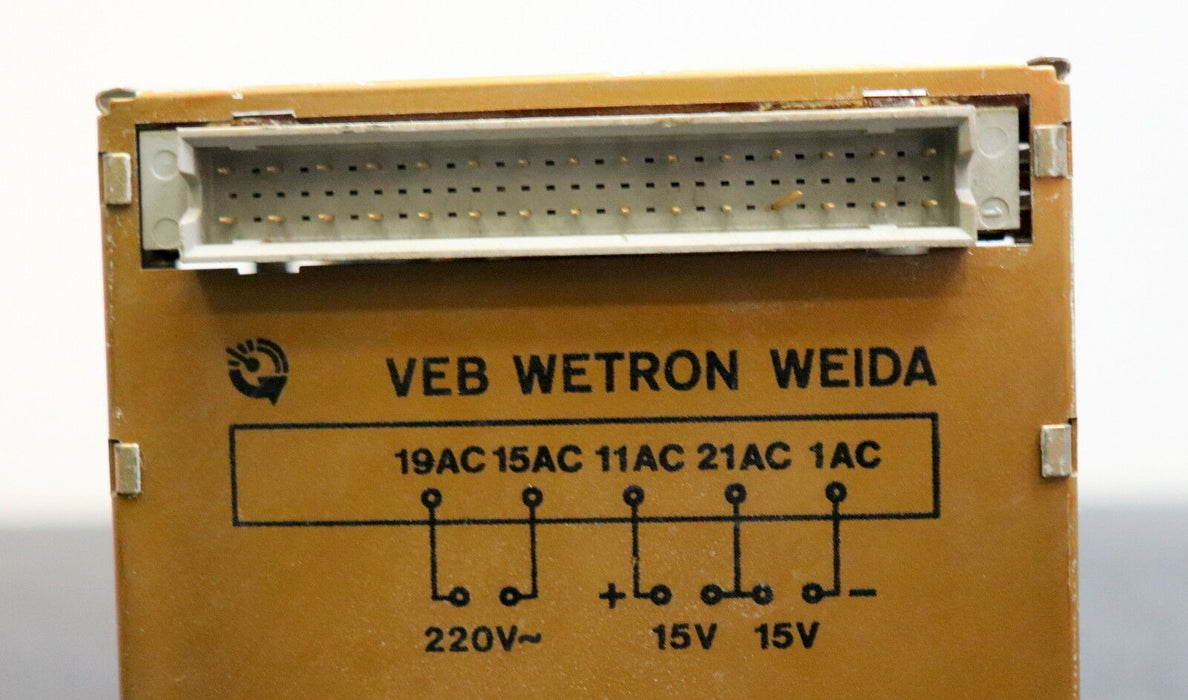 VEB WETRON WEIDA
19AC 15AC 11AC 21AC 1AC
+ −
220V~ 15V 15V